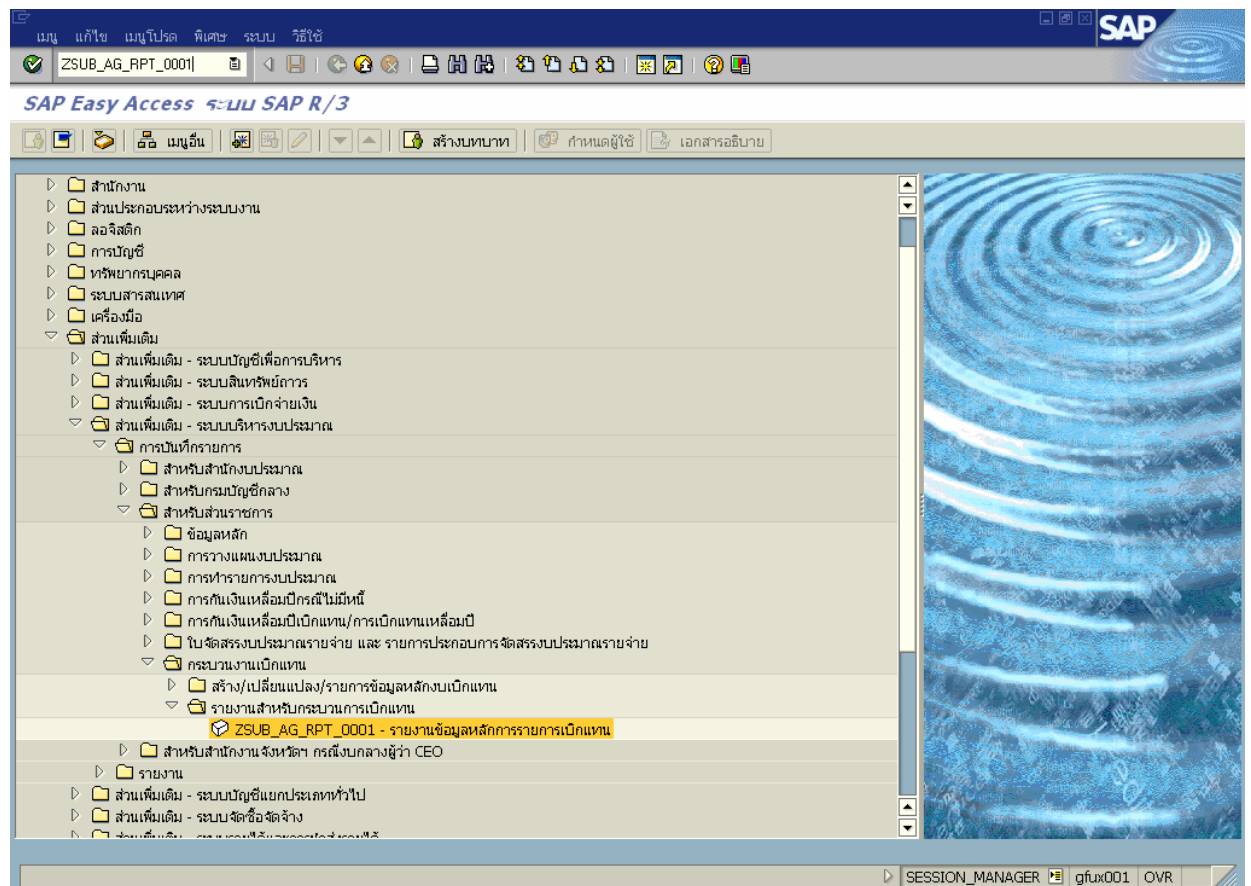 เมนู แก้ไข เมนูโปรด พิเศษ ระบบ วิธีใช้
SAP
ZSUB_AG_RPT_0001
SAP Easy Access ระบบ SAP R/3
เมนูอื่น สร้างบทบาท กำหนดผู้ใช้ เอกสารอธิบาย
สำนักงาน
ส่วนประกอบระหว่างระบบงาน
ลอจิสติก
การบัญชี
ทรัพยากรบุคคล
ระบบสารสนเทศ
เครื่องมือ
ส่วนเพิ่มเติม
ส่วนเพิ่มเติม - ระบบบัญชีเพื่อการบริหาร
ส่วนเพิ่มเติม - ระบบสินทรัพย์ถาวร
ส่วนเพิ่มเติม - ระบบการเบิกจ่ายเงิน
ส่วนเพิ่มเติม - ระบบบริหารงบประมาณ
การบันทึกรายการ
สำหรับสำนักงบประมาณ
สำหรับกรมบัญชีกลาง
สำหรับส่วนราชการ
ข้อมูลหลัก
การวางแผนงบประมาณ
การทำรายการงบประมาณ
การกันเงินเหลื่อมปีกรณีไม่มีหนี้
การกันเงินเหลื่อมปีเบิกแทน/การเบิกแทนเหลื่อมปี
ใบจัดสรรงบประมาณรายจ่าย และ รายการประกอบการจัดสรรงบประมาณรายจ่าย
กระบวนงานเบิกแทน
สร้าง/เปลี่ยนแปลง/รายการข้อมูลหลักงบเบิกแทน
รายงานสำหรับกระบวนการเบิกแทน
ZSUB_AG_RPT_0001 - รายงานข้อมูลหลักการรายการเบิกแทน
สำหรับสำนักงานจังหวัดฯ กรณีงบกลางผู้ว่า CEO
รายงาน
ส่วนเพิ่มเติม - ระบบบัญชีแยกประเภททั่วไป
ส่วนเพิ่มเติม - ระบบจัดซื้อจัดจ้าง
SESSION_MANAGER gfux001 OVR